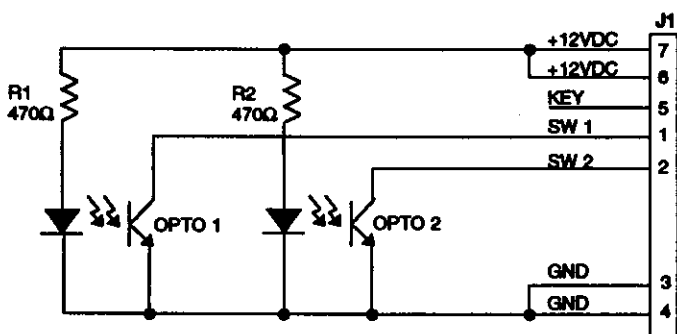 J1
+12VDC 7
+12VDC 6
KEY 5
SW 1 1
SW 2 2
GND 3
GND 4
R1
470Ω
R2
470Ω
OPTO 1
OPTO 2